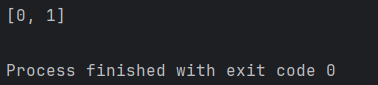 [0, 1]
Process finished with exit code 0